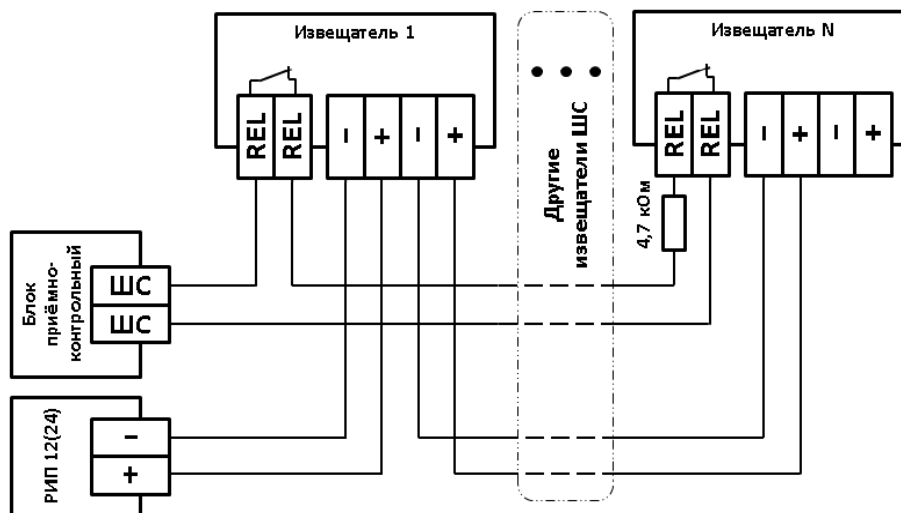 Извещатель 1
REL
REL
-
+
-
+
Другие
извещатели ШС
Извещатель N
REL
REL
-
+
-
+
4,7 кОм
Блок
приёмно-
контрольный
ШС
ШС
РИП 12(24)
-
+